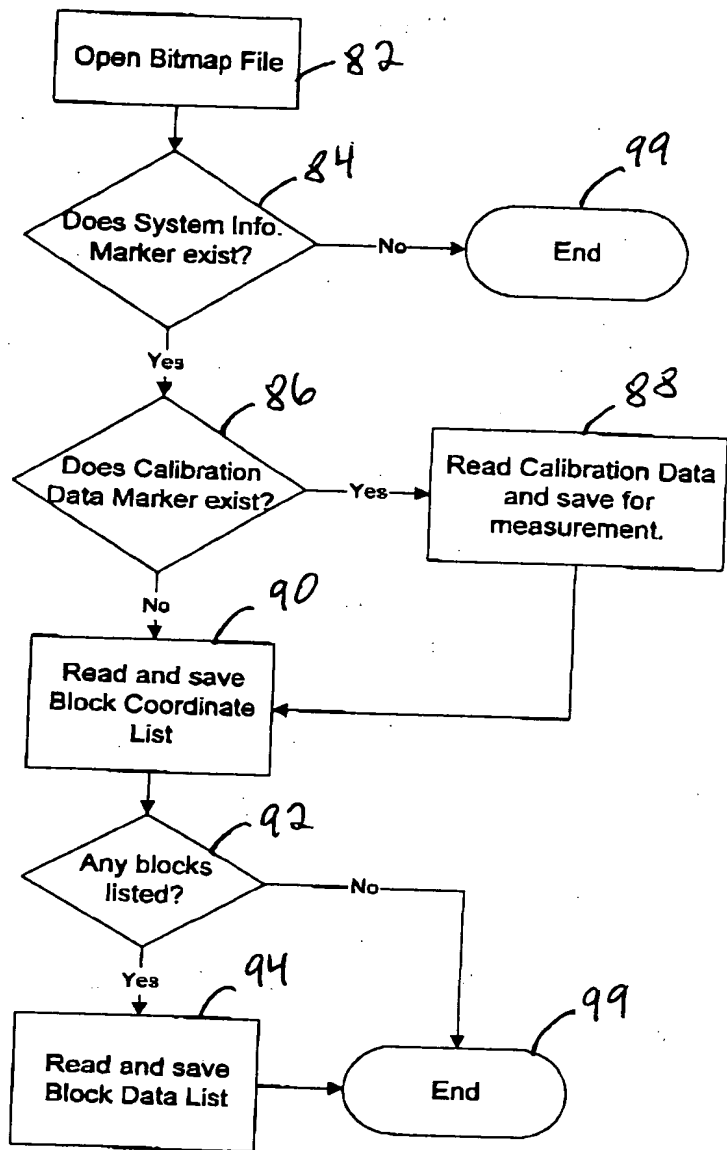 Open Bitmap File
82
84
99
Does System Info.
Marker exist?
No
End
Yes
86
88
Does Calibration
Data Marker exist?
Yes
Read Calibration Data
and save for
measurement.
No
90
Read and save
Block Coordinate
List
92
Any blocks
listed?
No
Yes
94
99
Read and save
Block Data List
End